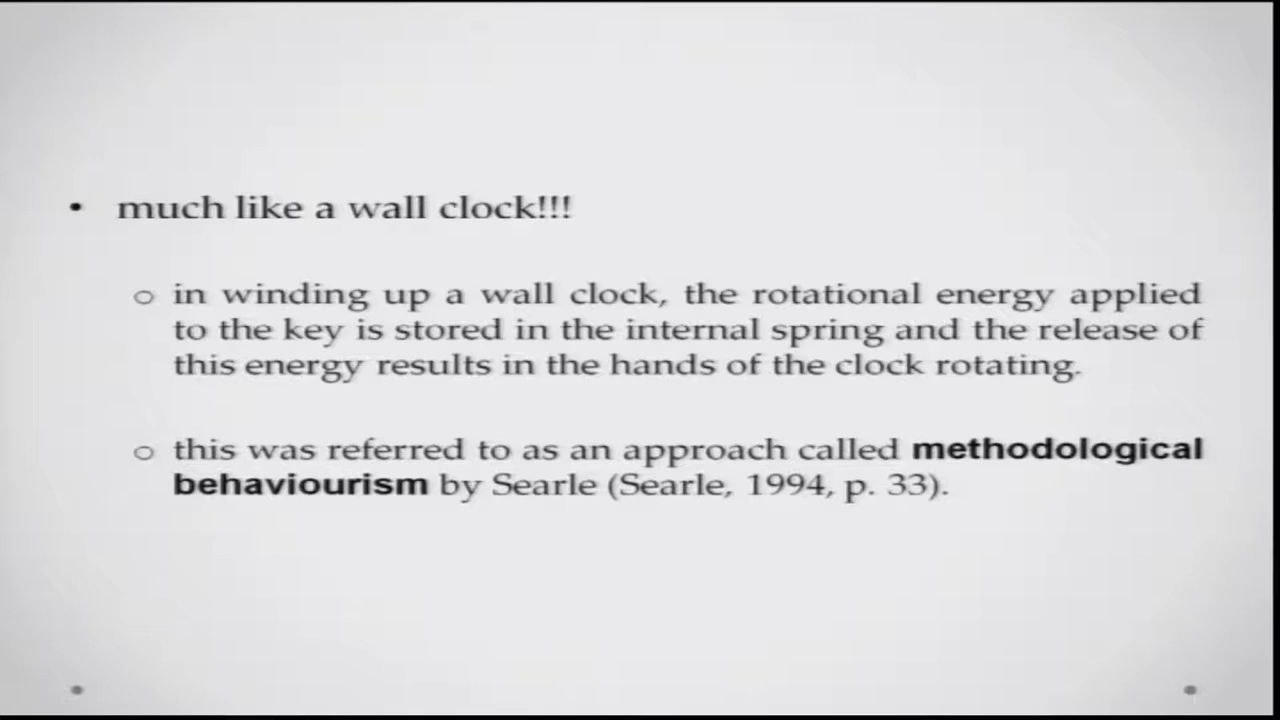 • much like a wall clock!!!
o in winding up a wall clock, the rotational energy applied
to the key is stored in the internal spring and the release of
this energy results in the hands of the clock rotating.
o this was referred to as an approach called methodological
behaviourism by Searle (Searle, 1994, p. 33).